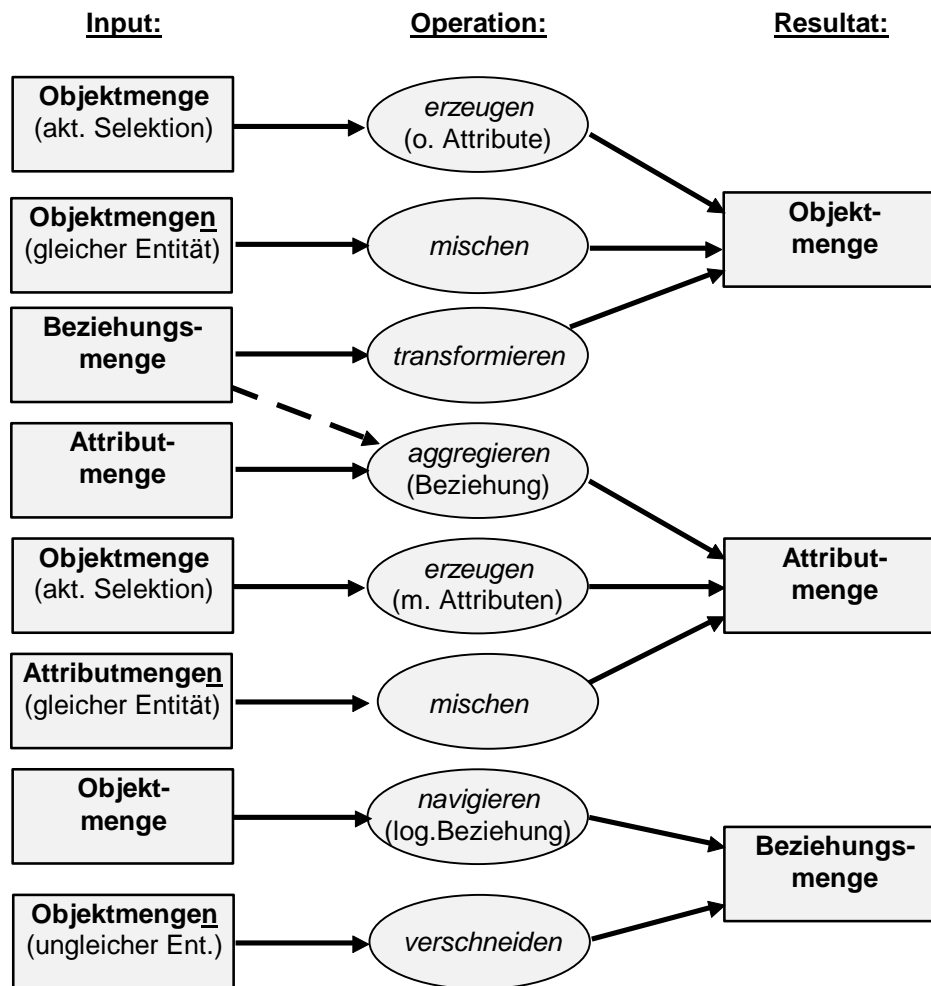 Input:
Operation:
Resultat:
Objektmenge
(akt. Selektion)
erzeugen
(o. Attribute)
Objektmengen
(gleicher Entität)
mischen
Objekt-
menge
Beziehungs-
menge
transformieren
Attribut-
menge
aggregieren
(Beziehung)
Objektmenge
(akt. Selektion)
erzeugen
(m. Attributen)
Attribut-
menge
Attributmengen
(gleicher Entität)
mischen
Objekt-
menge
navigieren
(log.Beziehung)
Beziehungs-
menge
Objektmengen
(ungleicher Ent.)
verschneiden